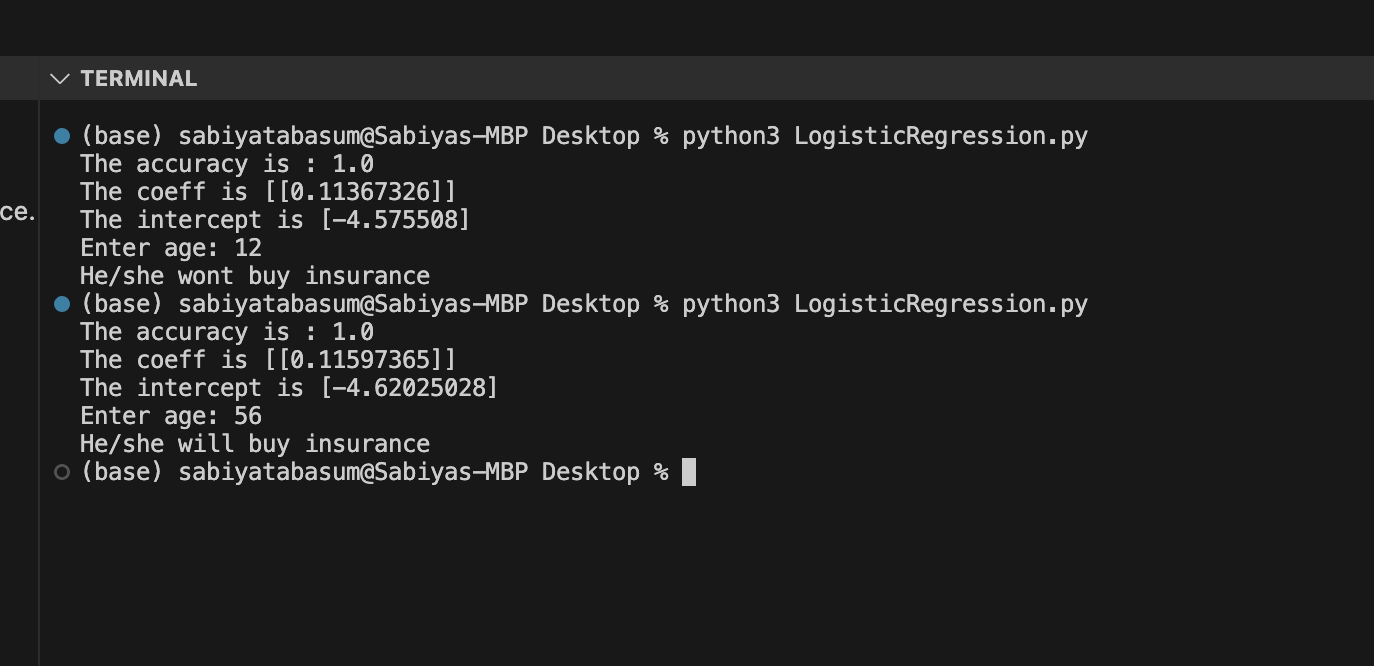 TERMINAL
ce.
(base) sabiyatabasum@Sabiyas-MBP Desktop % python3 LogisticRegression.py
The accuracy is : 1.0
The coeff is [[0.11367326]]
The intercept is [-4.575508]
Enter age: 12
He/she wont buy insurance
(base) sabiyatabasum@Sabiyas-MBP Desktop % python3 LogisticRegression.py
The accuracy is : 1.0
The coeff is [[0.11597365]]
The intercept is [-4.62025028]
Enter age: 56
He/she will buy insurance
(base) sabiyatabasum@Sabiyas-MBP Desktop %